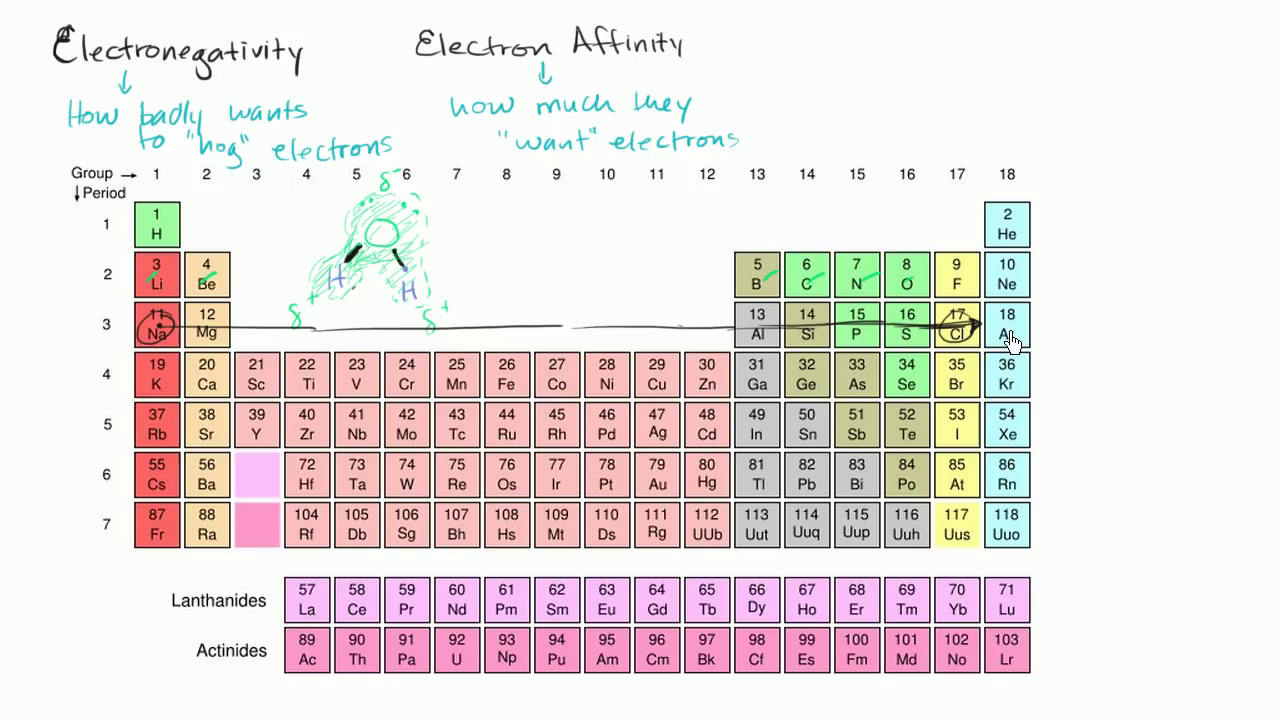 Electronegativity
Electron Affinity
How badly wants
to "hog" electrons
how much they
"want" electrons
Group → 1 2 3 4 5 6 7 8 9 10 11 12 13 14 15 16 17 18
↓Period
δ-
1 1 2
H He
2 3 4 5 6 7 8 9 10
Li Be B C N O F Ne
H H
δ+ δ+
3 11 12 13 14 15 16 17 18
Na Mg Al Si P S Cl A
4 19 20 21 22 23 24 25 26 27 28 29 30 31 32 33 34 35 36
K Ca Sc Ti V Cr Mn Fe Co Ni Cu Zn Ga Ge As Se Br Kr
5 37 38 39 40 41 42 43 44 45 46 47 48 49 50 51 52 53 54
Rb Sr Y Zr Nb Mo Tc Ru Rh Pd Ag Cd In Sn Sb Te I Xe
6 55 56 72 73 74 75 76 77 78 79 80 81 82 83 84 85 86
Cs Ba Hf Ta W Re Os Ir Pt Au Hg Tl Pb Bi Po At Rn
7 87 88 104 105 106 107 108 109 110 111 112 113 114 115 116 117 118
Fr Ra Rf Db Sg Bh Hs Mt Ds Rg UUb Uut Uuq Uup Uuh Uus Uuo
Lanthanides 57 58 59 60 61 62 63 64 65 66 67 68 69 70 71
La Ce Pr Nd Pm Sm Eu Gd Tb Dy Ho Er Tm Yb Lu
Actinides 89 90 91 92 93 94 95 96 97 98 99 100 101 102 103
Ac Th Pa U Np Pu Am Cm Bk Cf Es Fm Md No Lr